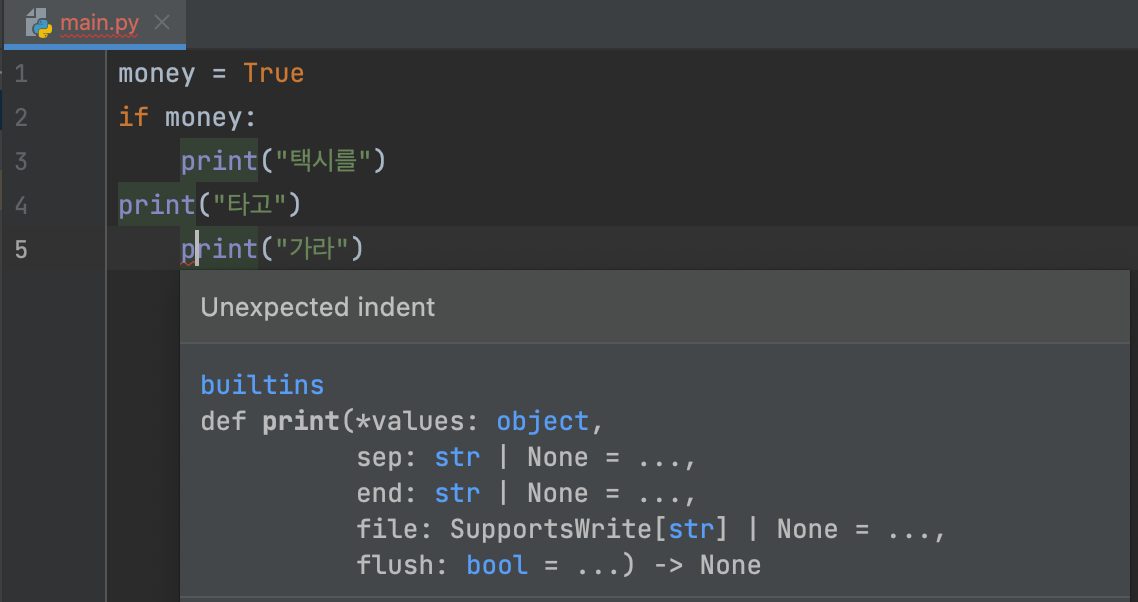 main.py
1 money = True
2 if money:
3     print("택시를")
4 print("타고")
5     print("가라")
Unexpected indent
builtins
def print(*values: object,
          sep: str | None = ...,
          end: str | None = ...,
          file: SupportsWrite[str] | None = ...,
          flush: bool = ...) -> None